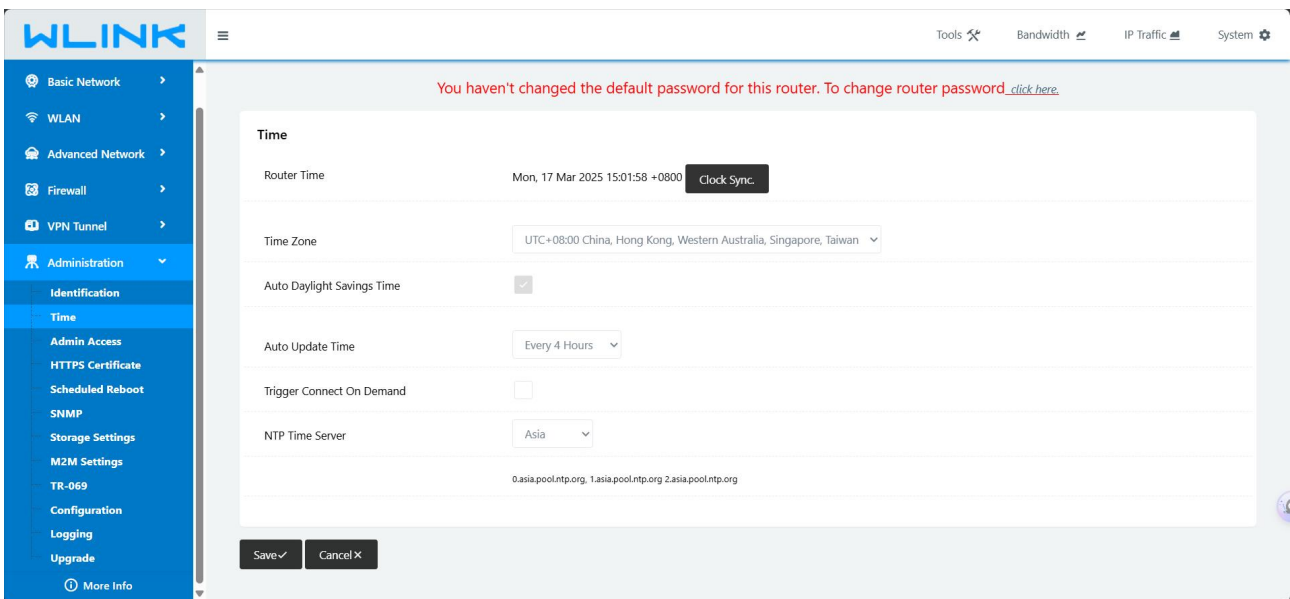 WLINK
Tools
Bandwidth
IP Traffic
System
Basic Network
WLAN
Advanced Network
Firewall
VPN Tunnel
Administration
Identification
Time
Admin Access
HTTPS Certificate
Scheduled Reboot
SNMP
Storage Settings
M2M Settings
TR-069
Configuration
Logging
Upgrade
More Info
You haven't changed the default password for this router. To change router password click here.
Time
Router Time
Mon, 17 Mar 2025 15:01:58 +0800
Clock Sync.
Time Zone
UTC+08:00 China, Hong Kong, Western Australia, Singapore, Taiwan
Auto Daylight Savings Time
Auto Update Time
Every 4 Hours
Trigger Connect On Demand
NTP Time Server
Asia
0.asia.pool.ntp.org, 1.asia.pool.ntp.org 2.asia.pool.ntp.org
Save
Cancel